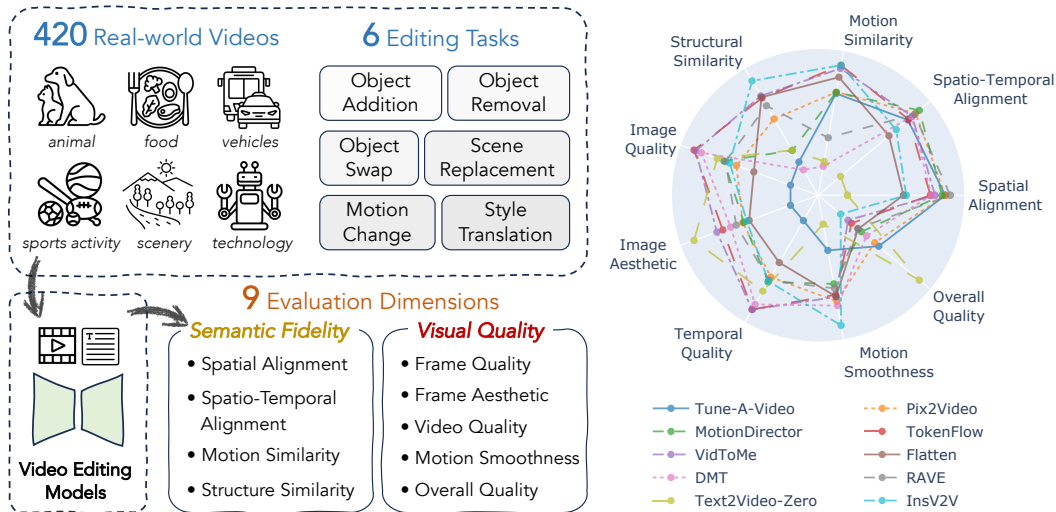 420 Real-world Videos
animal
food
vehicles
sports activity
scenery
technology
6 Editing Tasks
Object
Addition
Object
Removal
Object
Swap
Scene
Replacement
Motion
Change
Style
Translation
Video Editing
Models
9 Evaluation Dimensions
Semantic Fidelity
• Spatial Alignment
• Spatio-Temporal
Alignment
• Motion Similarity
• Structure Similarity
Visual Quality
• Frame Quality
• Frame Aesthetic
• Video Quality
• Motion Smoothness
• Overall Quality
Motion
Similarity
Structural
Similarity
Spatio-Temporal
Alignment
Image
Quality
Spatial
Alignment
Image
Aesthetic
Overall
Quality
Temporal
Quality
Motion
Smoothness
Tune-A-Video
MotionDirector
VidToMe
DMT
Text2Video-Zero
Pix2Video
TokenFlow
Flatten
RAVE
InsV2V